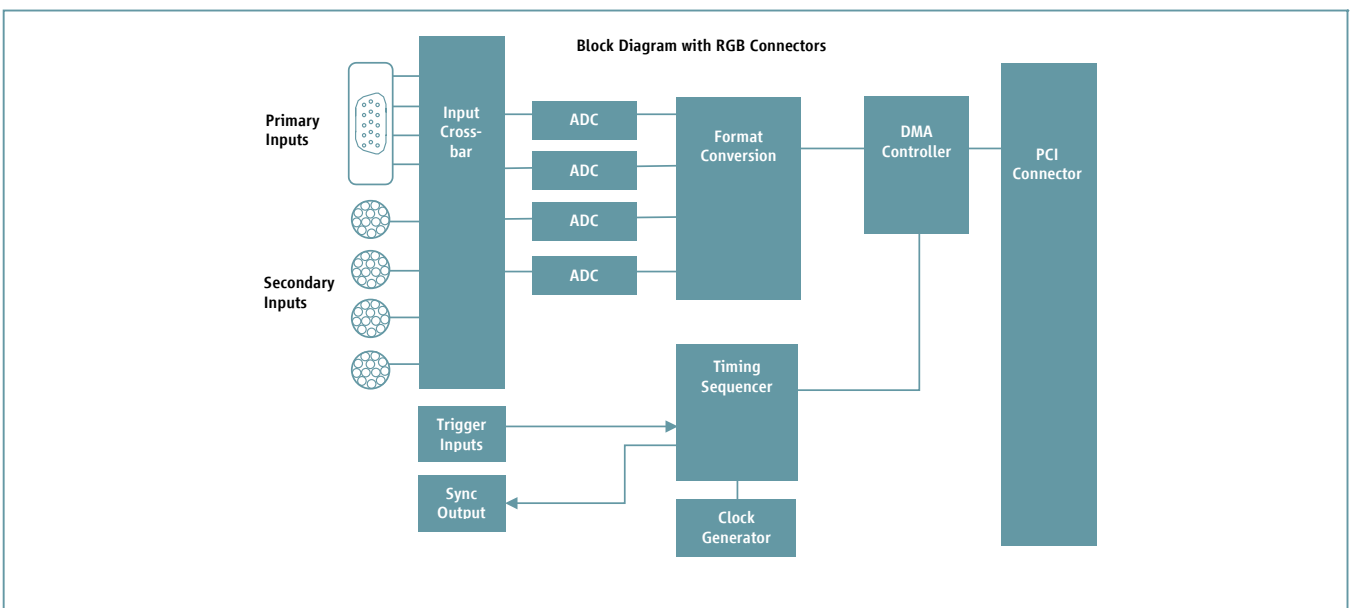 Block Diagram with RGB Connectors
Primary
Inputs
Input
Cross-
bar
ADC
ADC
ADC
ADC
Format
Conversion
DMA
Controller
PCI
Connector
Secondary
Inputs
Timing
Sequencer
Trigger
Inputs
Sync
Output
Clock
Generator